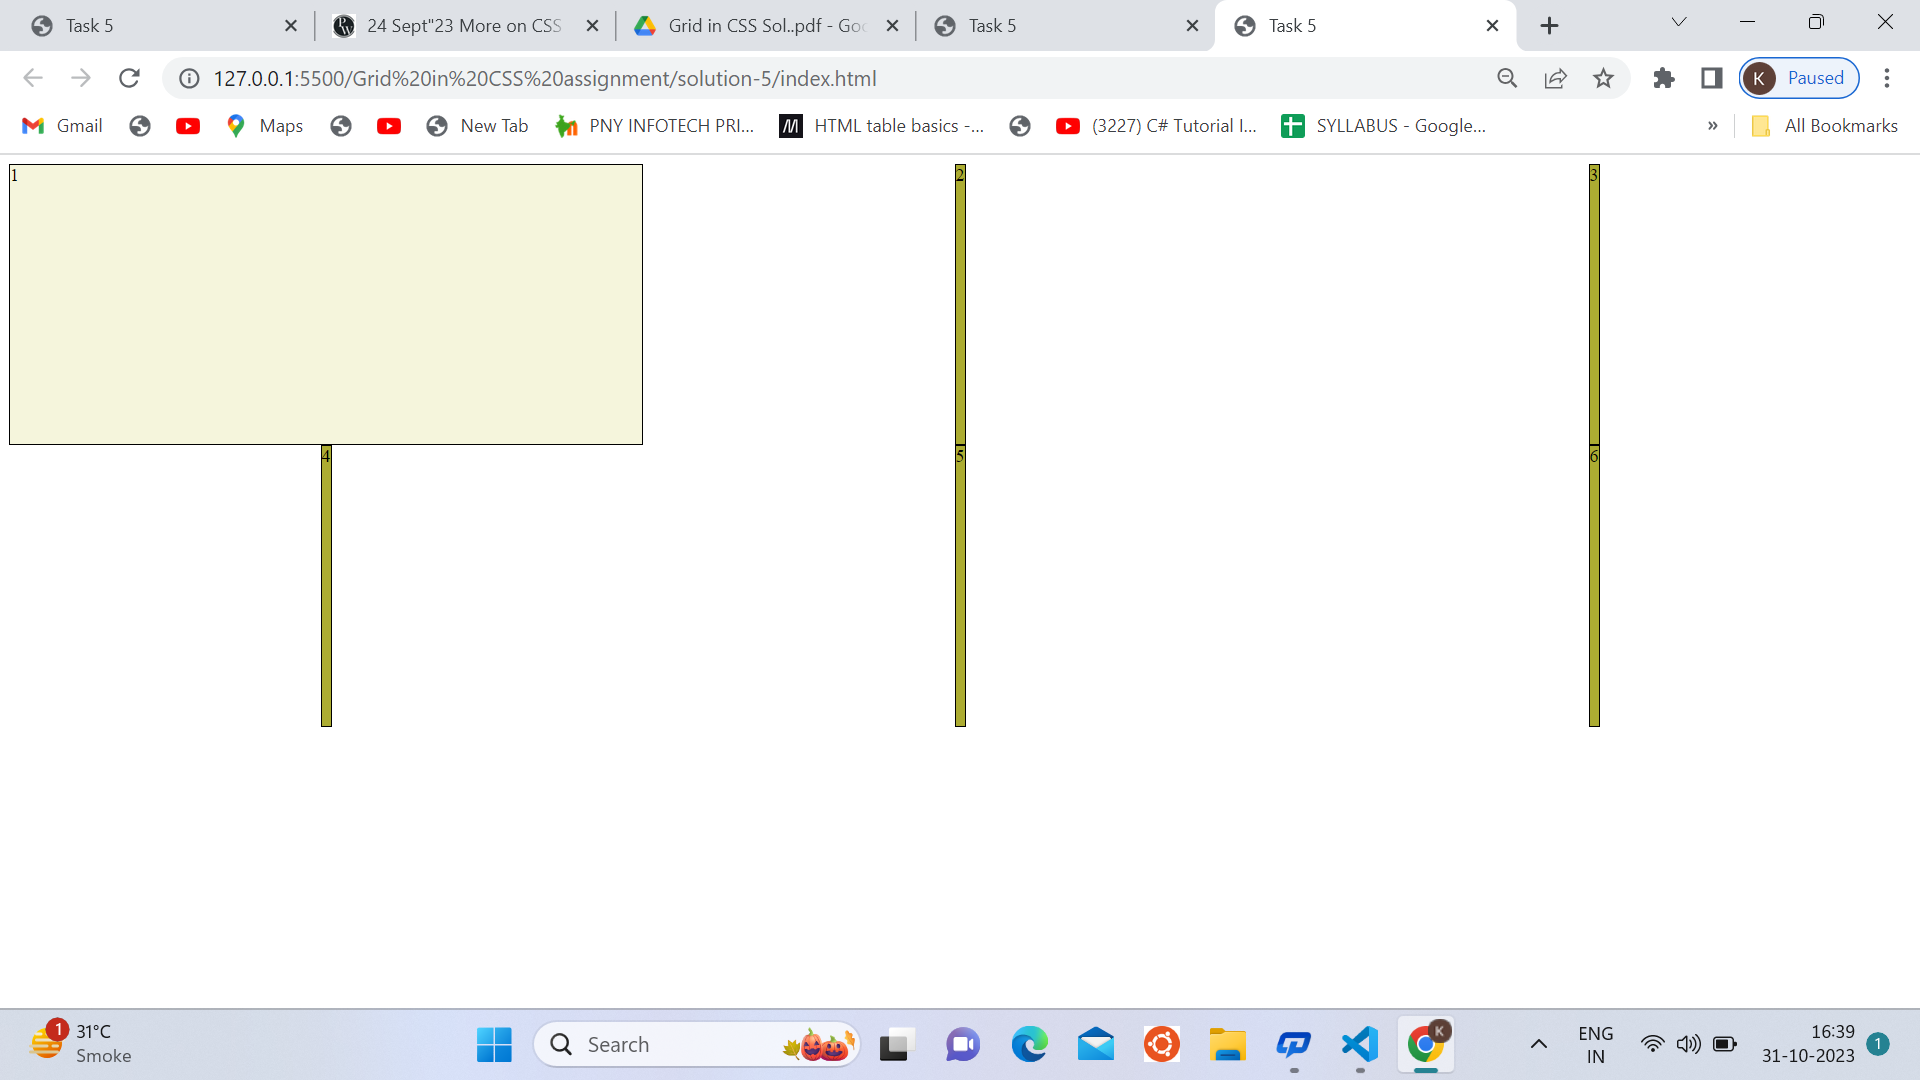 Task 5
24 Sept"23 More on CSS
Grid in CSS Sol..pdf - Goo
Task 5
Task 5
127.0.0.1:5500/Grid%20in%20CSS%20assignment/solution-5/index.html
K Paused
Gmail
Maps
New Tab
PNY INFOTECH PRI...
HTML table basics -...
(3227) C# Tutorial I...
SYLLABUS - Google...
» All Bookmarks
1
2
3
4
5
6
1
31°C
Smoke
Search
K
ENG
IN
16:39
31-10-2023
1